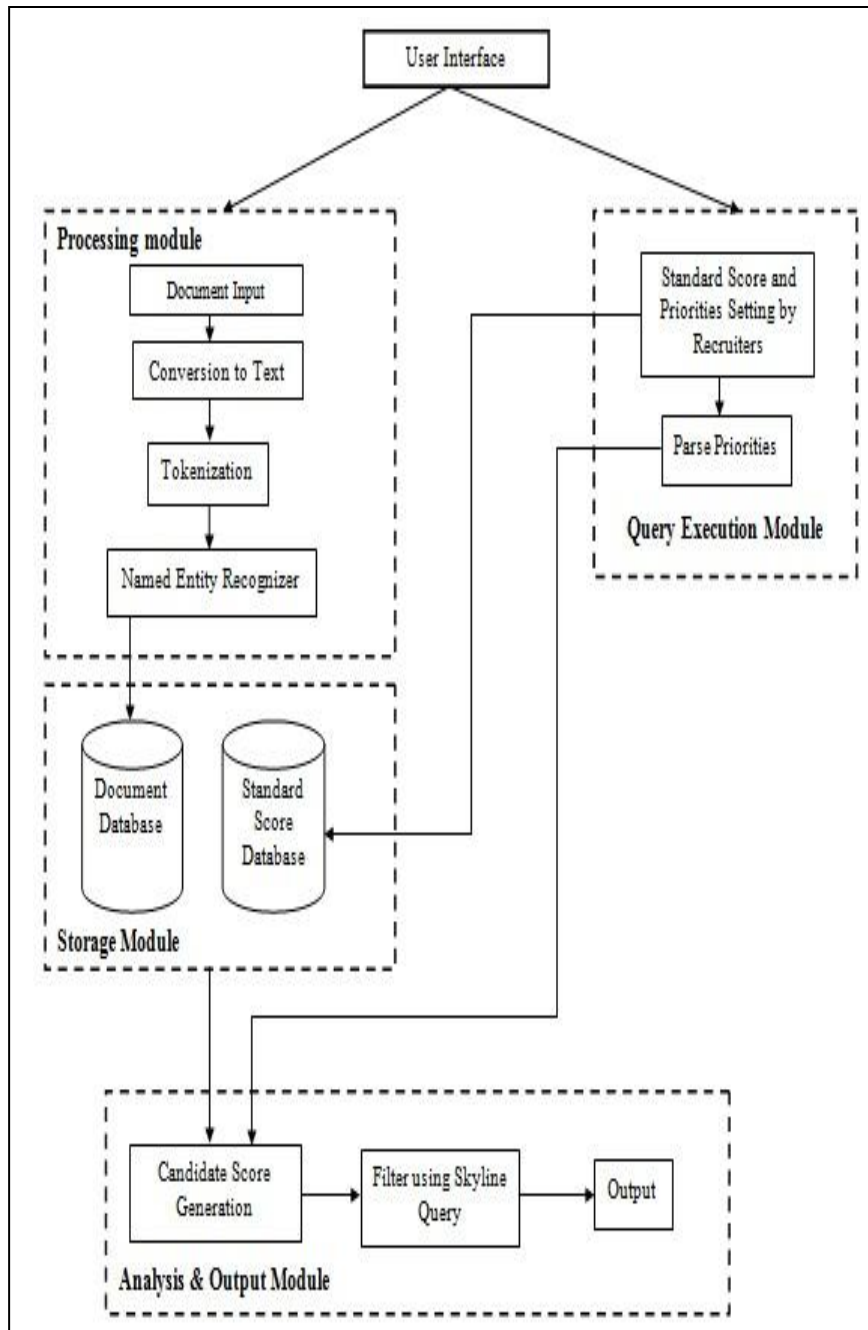 User Interface
Processing module
Document Input
Conversion to Text
Tokenization
Named Entity Recognizer
Standard Score and
Priorities Setting by
Recruiters
Parse Priorities
Query Execution Module
Document
Database
Standard
Score
Database
Storage Module
Candidate Score
Generation
Filter using Skyline
Query
Output
Analysis & Output Module